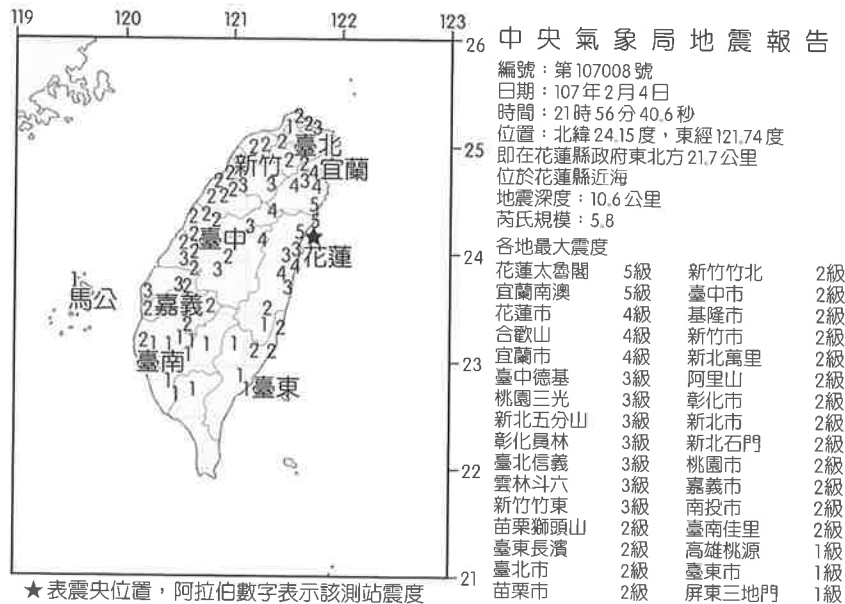 119 120 121 122 123
26
25
24
23
22
21
臺北
新竹
宜蘭
臺中
花蓮
馬公
嘉義
臺南
臺東
★表震央位置，阿拉伯數字表示該測站震度
中央氣象局地震報告
編號：第107008號
日期：107年2月4日
時間：21時56分40.6秒
位置：北緯24.15度，東經121.74度
即在花蓮縣政府東北方21.7公里
位於花蓮縣近海
地震深度：10.6公里
芮氏規模：5.8
各地最大震度
花蓮太魯閣 5級 新竹竹北 2級
宜蘭南澳 5級 臺中市 2級
花蓮市 4級 基隆市 2級
合歡山 4級 新竹市 2級
宜蘭市 4級 新北萬里 2級
臺中德基 3級 阿里山 2級
桃園三光 3級 彰化市 2級
新北五分山 3級 新北市 2級
彰化員林 3級 新北石門 2級
臺北信義 3級 桃園市 2級
雲林斗六 3級 嘉義市 2級
新竹竹東 3級 南投市 2級
苗栗獅頭山 2級 臺南佳里 2級
臺東長濱 2級 高雄桃源 1級
臺北市 2級 臺東市 1級
苗栗市 2級 屏東三地門 1級